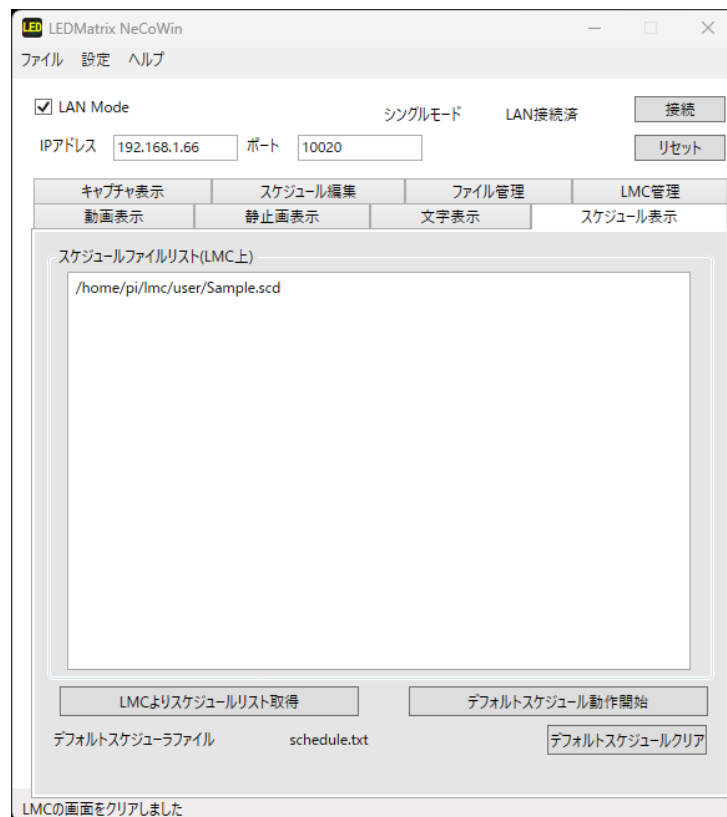 LED LEDMatrix NeCoWin
ファイル 設定 ヘルプ
LAN Mode シングルモード LAN接続済 接続
IPアドレス 192.168.1.66 ポート 10020 リセット
キャプチャ表示 スケジュール編集 ファイル管理 LMC管理
動画表示 静止画表示 文字表示 スケジュール表示
スケジュールファイルリスト(LMC上)
/home/pi/lmc/user/Sample.scd
LMCよりスケジュールリスト取得 デフォルトスケジュール動作開始
デフォルトスケジューラファイル schedule.txt デフォルトスケジュールクリア
LMCの画面をクリアしました